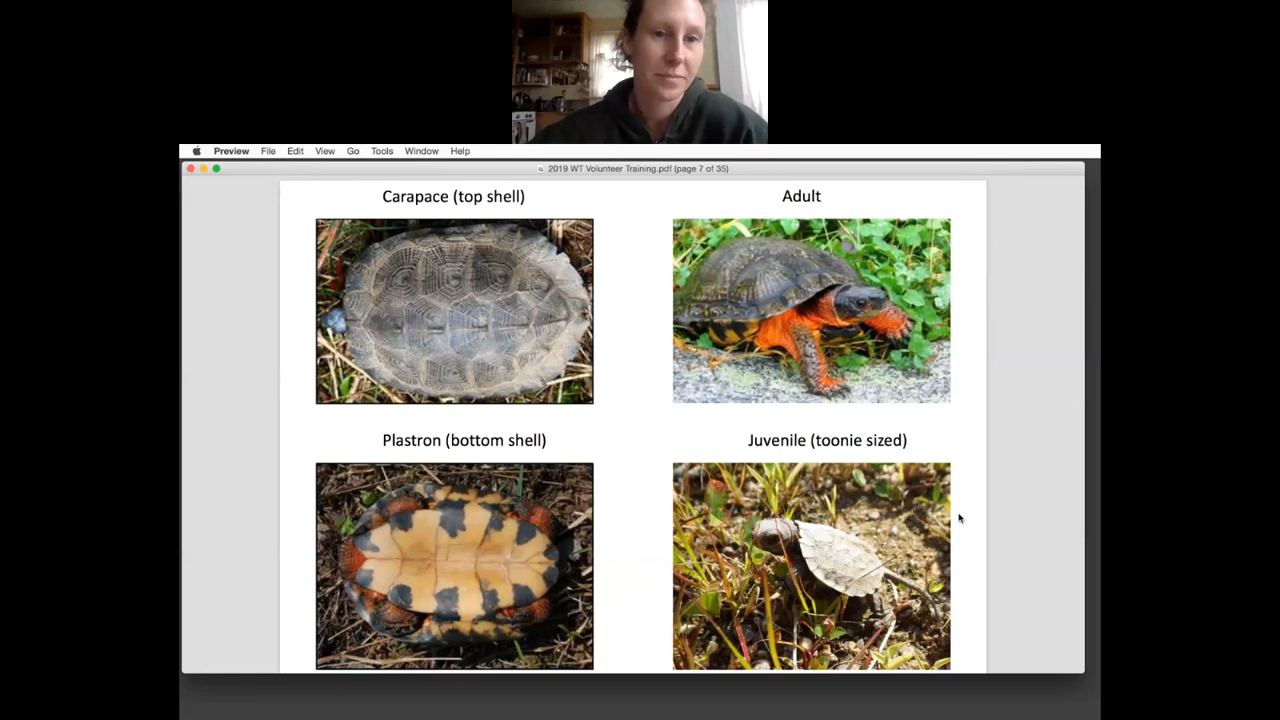 Preview File Edit View Go Tools Window Help
2019 WT Volunteer Training.pdf (page 7 of 35)
Carapace (top shell)
Adult
Plastron (bottom shell)
Juvenile (toonie sized)